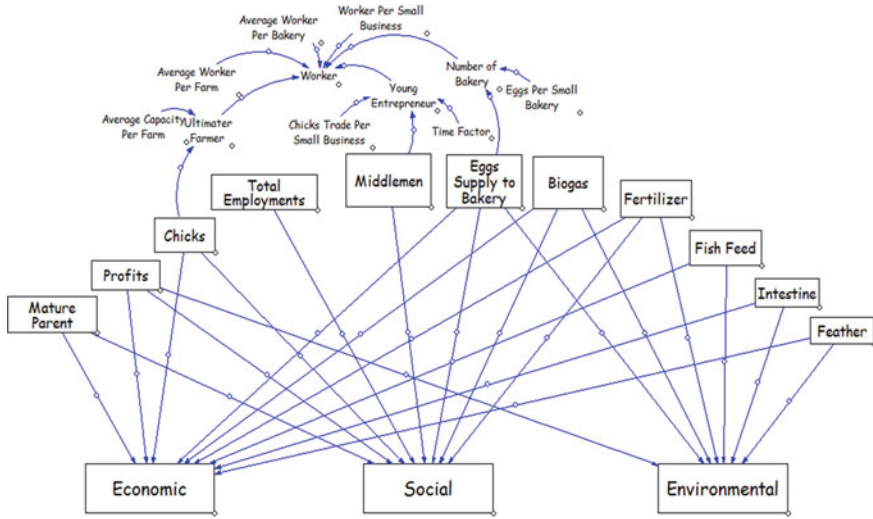 Average Worker
Per Bakery
Worker Per Small
Business
Average Worker
Per Farm
Worker
Number of
Bakery
Eggs Per Small
Bakery
Young
Entrepreneur
Average Capacity
Per Farm
Ultimater
Farmer
Chicks Trade Per
Small Business
Time Factor
Middlemen
Eggs
Supply to
Bakery
Biogas
Total
Employments
Fertilizer
Chicks
Fish Feed
Profits
Intestine
Mature
Parent
Feather
Economic
Social
Environmental